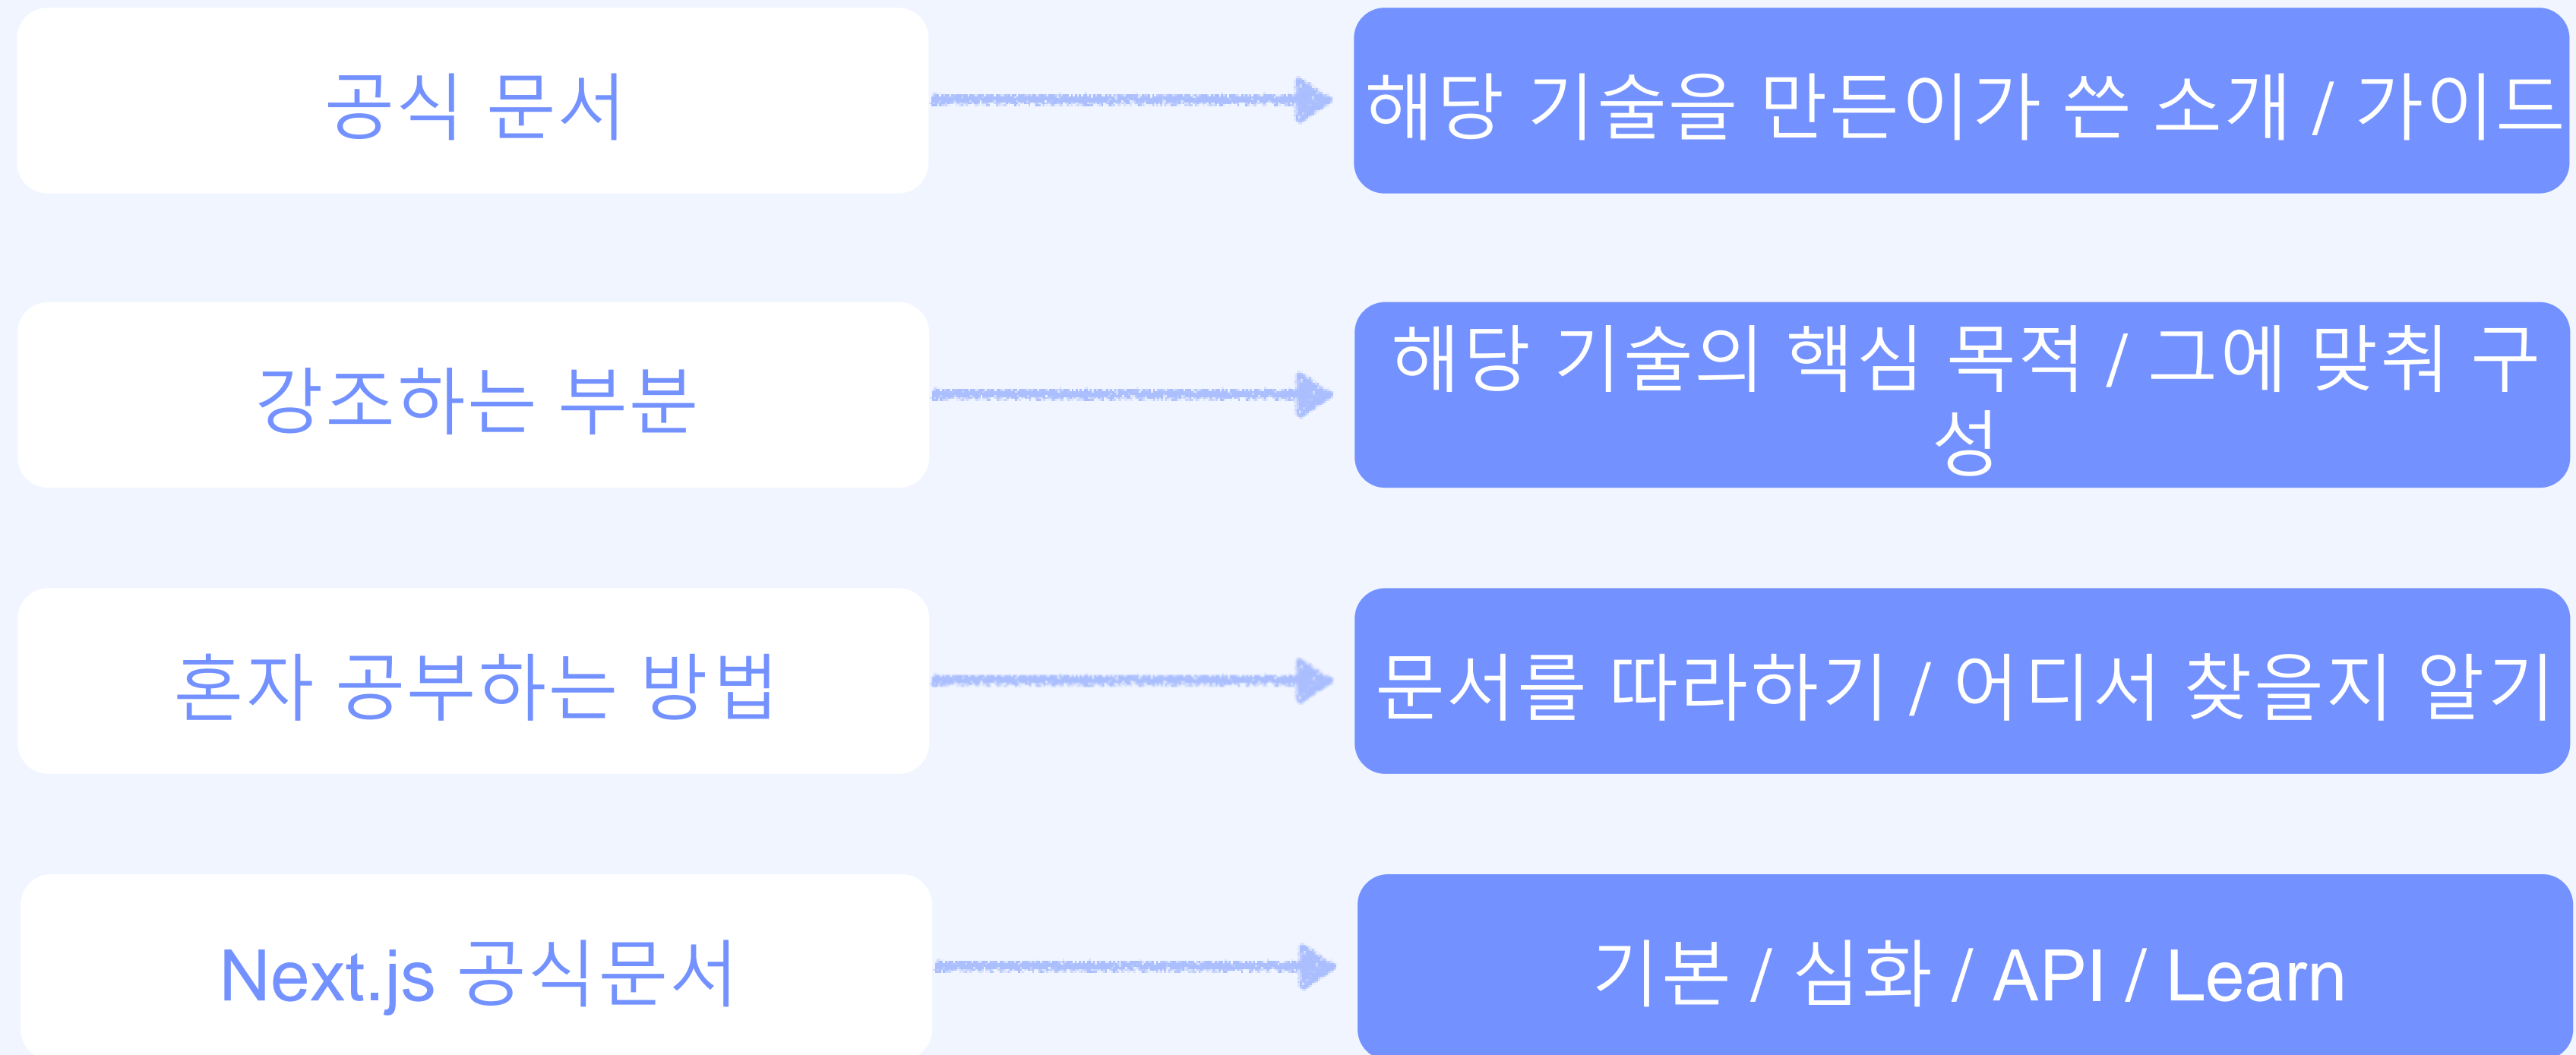 공식 문서
해당 기술을 만든이가 쓴 소개 / 가이드
강조하는 부분
해당 기술의 핵심 목적 / 그에 맞춰 구
성
혼자 공부하는 방법
문서를 따라하기 / 어디서 찾을지 알기
Next.js 공식문서
기본 / 심화 / API / Learn